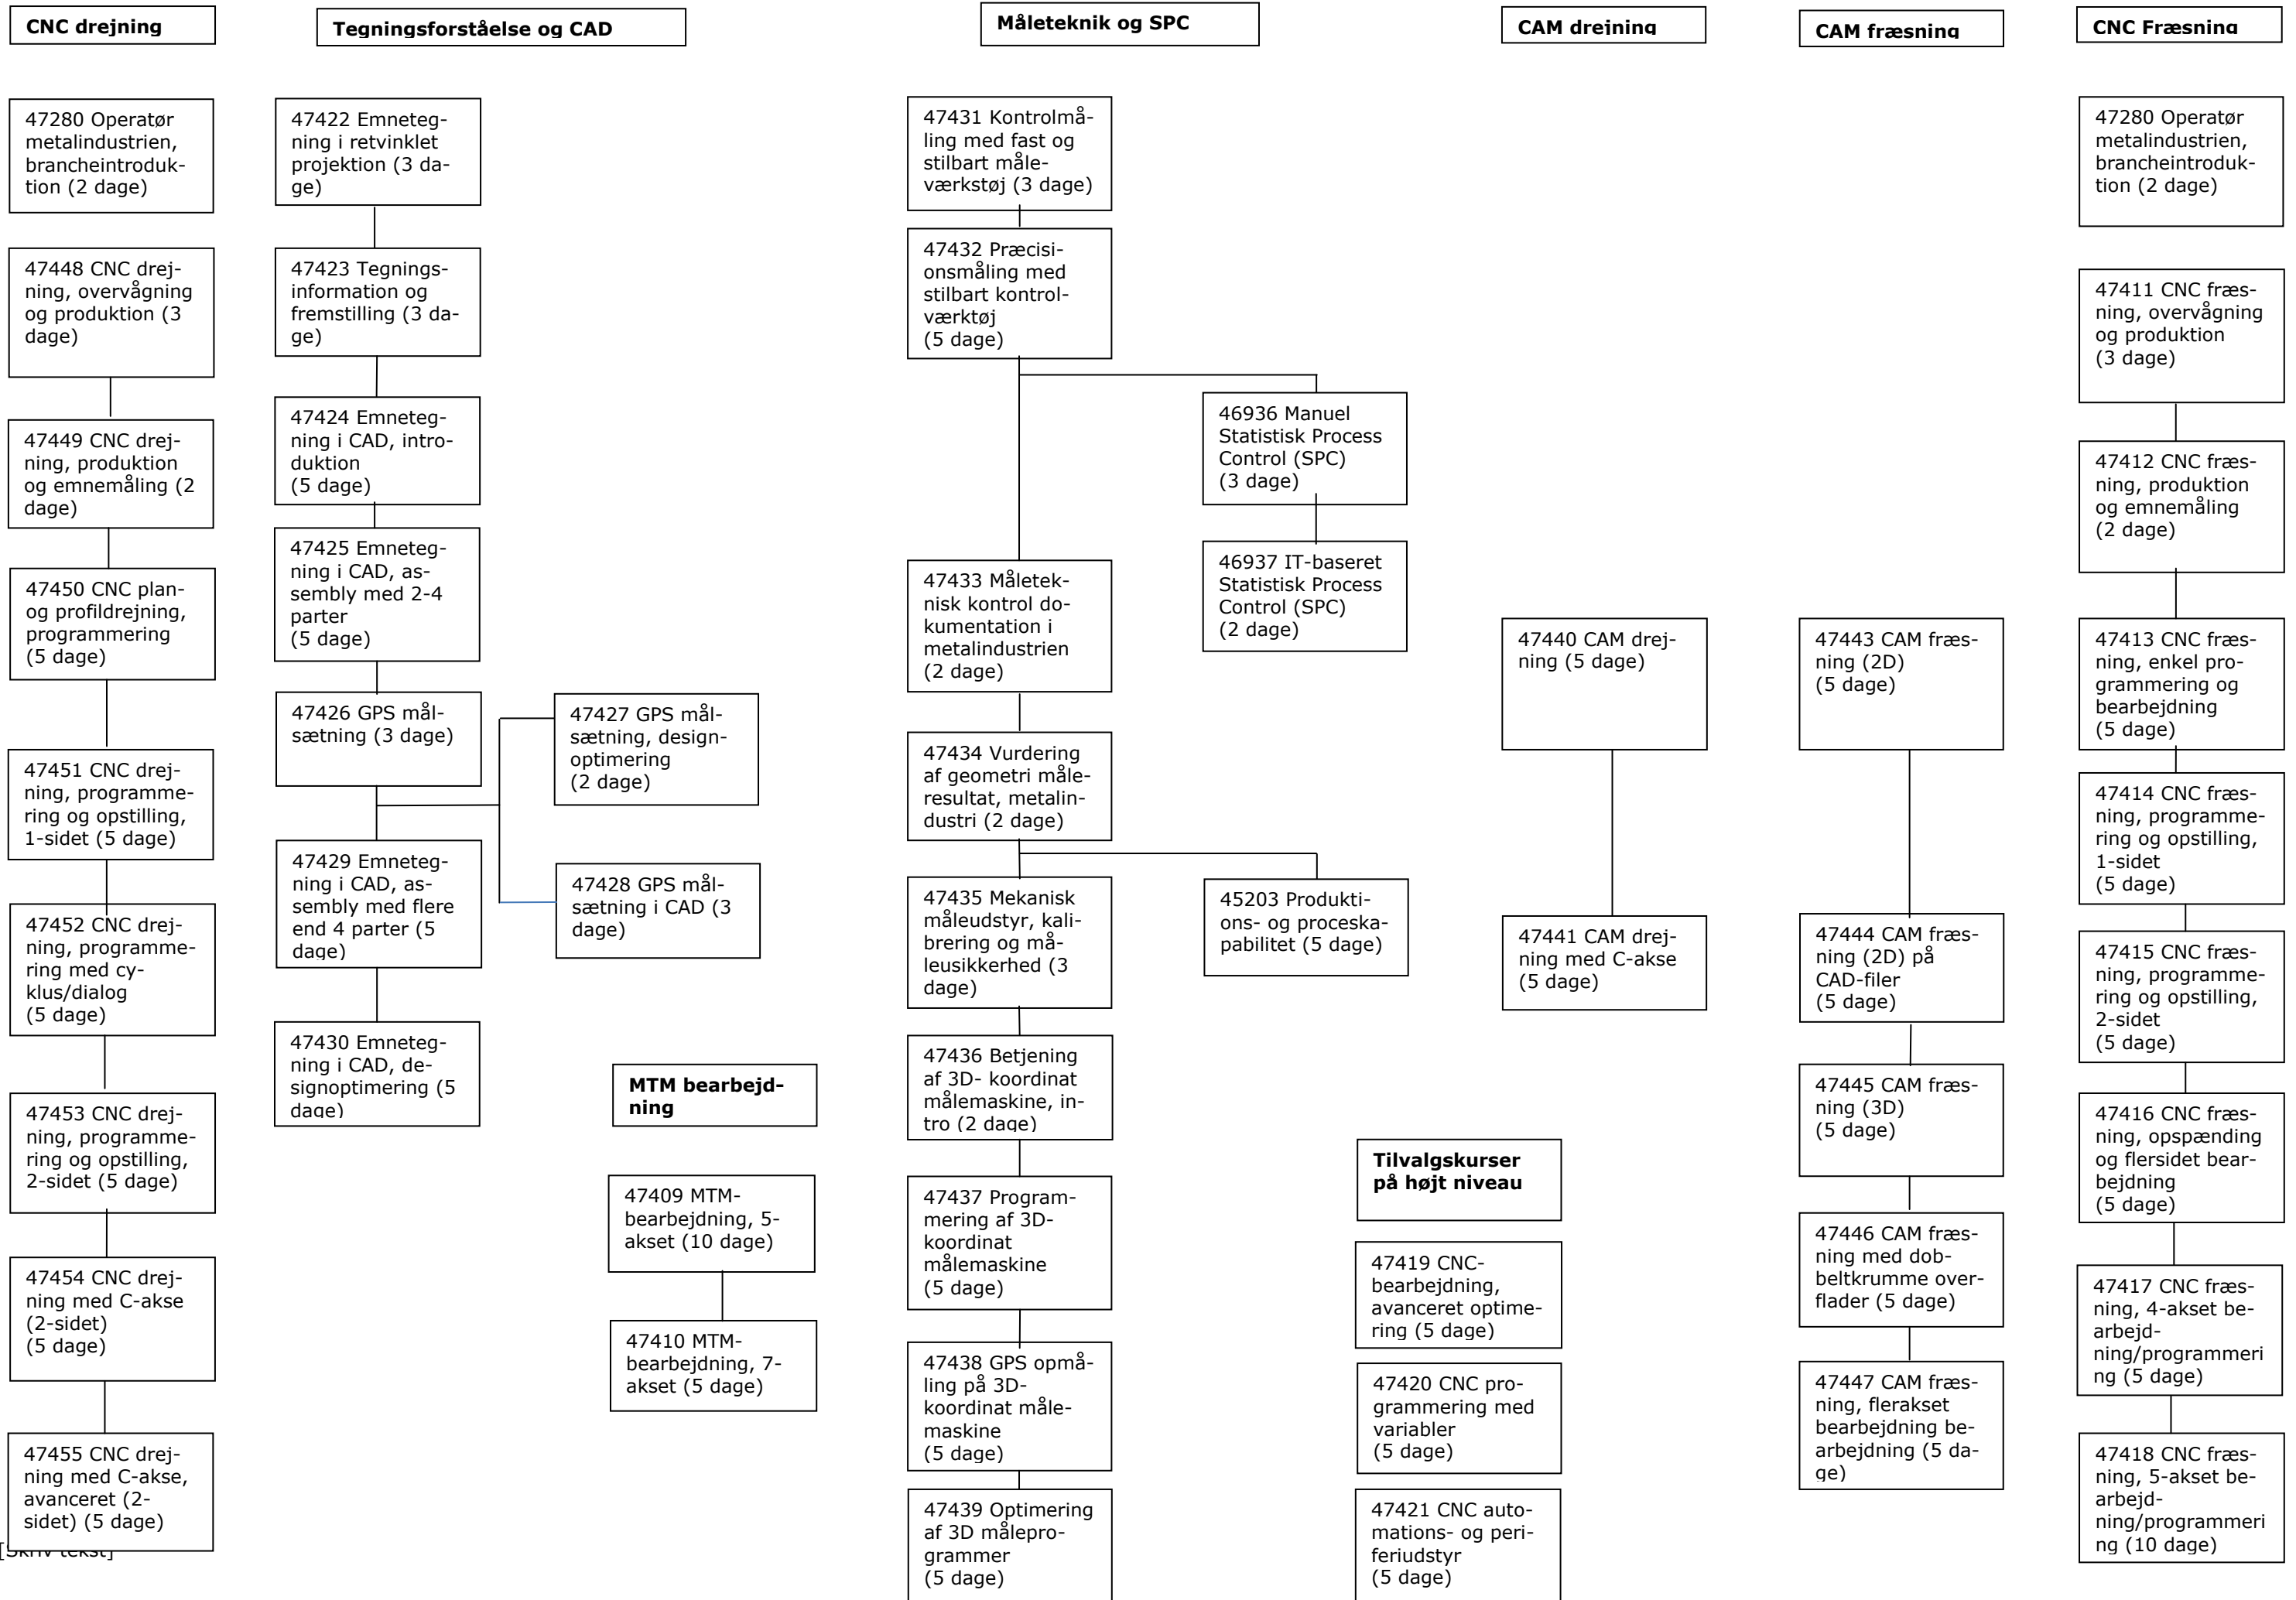 CNC drejning
Tegningsforståelse og CAD
Måleteknik og SPC
CAM drejning
CAM fræsning
CNC Fræsning
47280 Operatør
metalindustrien,
brancheintroduk-
tion (2 dage)
47448 CNC drej-
ning, overvågning
og produktion (3
dage)
47449 CNC drej-
ning, produktion
og emnemåling (2
dage)
47450 CNC plan-
og profildrejning,
programmering
(5 dage)
47451 CNC drej-
ning, programme-
ring og opstilling,
1-sidet (5 dage)
47452 CNC drej-
ning, programme-
ring med cy-
klus/dialog
(5 dage)
47453 CNC drej-
ning, programme-
ring og opstilling,
2-sidet (5 dage)
47454 CNC drej-
ning med C-akse
(2-sidet)
(5 dage)
47455 CNC drej-
ning med C-akse,
avanceret (2-
sidet) (5 dage)
[Skriv tekst]
47422 Emneteg-
ning i retvinklet
projektion (3 da-
ge)
47423 Tegnings-
information og
fremstilling (3 da-
ge)
47424 Emneteg-
ning i CAD, intro-
duktion
(5 dage)
47425 Emneteg-
ning i CAD, as-
sembly med 2-4
parter
(5 dage)
47426 GPS mål-
sætning (3 dage)
47427 GPS mål-
sætning, design-
optimering
(2 dage)
47428 GPS mål-
sætning i CAD (3
dage)
47429 Emneteg-
ning i CAD, as-
sembly med flere
end 4 parter (5
dage)
47430 Emneteg-
ning i CAD, de-
signoptimering (5
dage)
MTM bearbejd-
ning
47409 MTM-
bearbejdning, 5-
akset (10 dage)
47410 MTM-
bearbejdning, 7-
akset (5 dage)
47431 Kontrolmå-
ling med fast og
stilbart måle-
værkstøj (3 dage)
47432 Præcisi-
onsmåling med
stilbart kontrol-
værktøj
(5 dage)
46936 Manuel
Statistisk Process
Control (SPC)
(3 dage)
46937 IT-baseret
Statistisk Process
Control (SPC)
(2 dage)
47433 Måletek-
nisk kontrol do-
kumentation i
metalindustrien
(2 dage)
47434 Vurdering
af geometri måle-
resultat, metalin-
dustri (2 dage)
47435 Mekanisk
måleudstyr, kali-
brering og må-
leusikkerhed (3
dage)
45203 Produkti-
ons- og proceska-
pabilitet (5 dage)
47436 Betjening
af 3D- koordinat
målemaskine, in-
tro (2 dage)
47437 Program-
mering af 3D-
koordinat
målemaskine
(5 dage)
47438 GPS opmå-
ling på 3D-
koordinat måle-
maskine
(5 dage)
47439 Optimering
af 3D målepro-
grammer
(5 dage)
Tilvalgskurser
på højt niveau
47419 CNC-
bearbejdning,
avanceret optime-
ring (5 dage)
47420 CNC pro-
grammering med
variabler
(5 dage)
47421 CNC auto-
mations- og peri-
feriudstyr
(5 dage)
47440 CAM drej-
ning (5 dage)
47441 CAM drej-
ning med C-akse
(5 dage)
47443 CAM fræs-
ning (2D)
(5 dage)
47444 CAM fræs-
ning (2D) på
CAD-filer
(5 dage)
47445 CAM fræs-
ning (3D)
(5 dage)
47446 CAM fræs-
ning med dob-
beltkrumme over-
flader (5 dage)
47447 CAM fræs-
ning, flerakset
bearbejdning be-
arbejdning (5 da-
ge)
47280 Operatør
metalindustrien,
brancheintroduk-
tion (2 dage)
47411 CNC fræs-
ning, overvågning
og produktion
(3 dage)
47412 CNC fræs-
ning, produktion
og emnemåling
(2 dage)
47413 CNC fræs-
ning, enkel pro-
grammering og
bearbejdning
(5 dage)
47414 CNC fræs-
ning, programme-
ring og opstilling,
1-sidet
(5 dage)
47415 CNC fræs-
ning, programme-
ring og opstilling,
2-sidet
(5 dage)
47416 CNC fræs-
ning, opspænding
og flersidet bear-
bejdning
(5 dage)
47417 CNC fræs-
ning, 4-akset be-
arbejd-
ning/programmeri
ng (5 dage)
47418 CNC fræs-
ning, 5-akset be-
arbejd-
ning/programmeri
ng (10 dage)